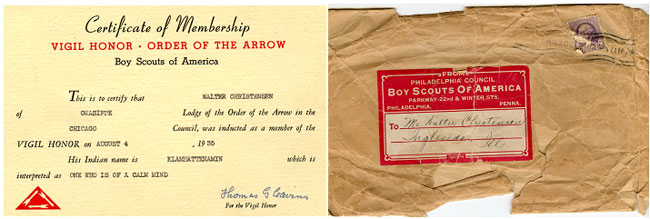 Certificate of Membership
VIGIL HONOR · ORDER OF THE ARROW
Boy Scouts of America
This is to certify that WALTER CHRISTENSEN
of OWASIPPE Lodge of the Order of the Arrow in the
CHICAGO Council, was inducted as a member of the
VIGIL HONOR on AUGUST 4 , 1935
His Indian name is ELAMHATTENAMIN which is
interpreted as ONE WHO IS OF A CALM MIND
Thomas G Cairns
For the Vigil Honor
FROM
PHILADELPHIA COUNCIL
BOY SCOUTS OF AMERICA
PARKWAY-22nd & WINTER STS.
PHILADELPHIA, PENNA.
To Mr Walter Christensen
Ingleside
Ill.